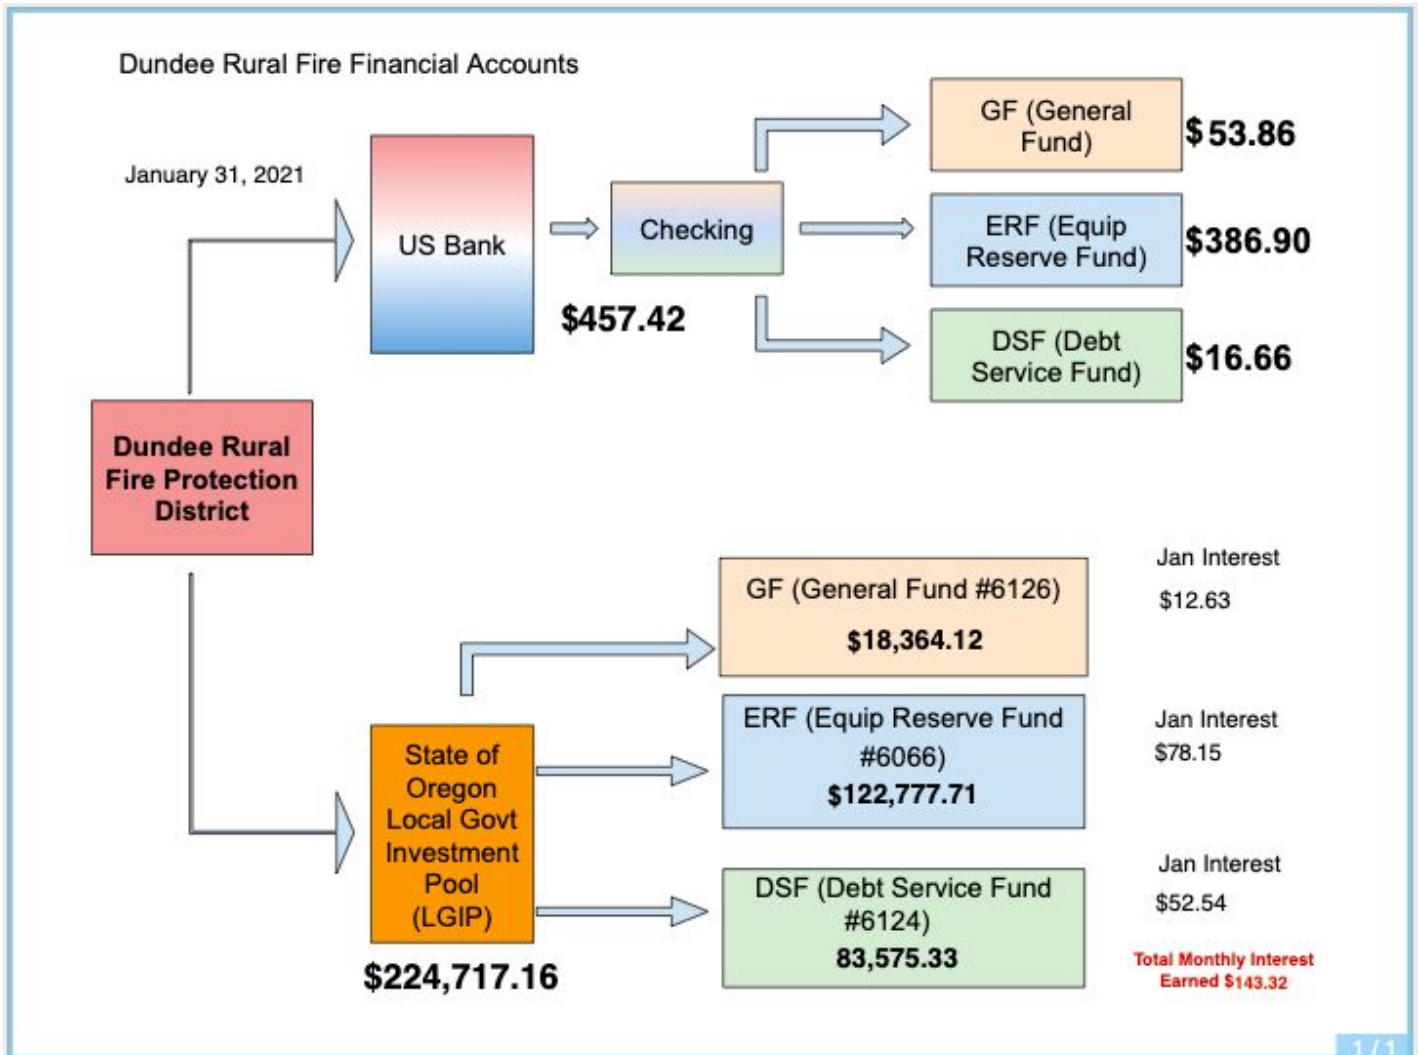 Dundee Rural Fire Financial Accounts
January 31, 2021
US Bank
Checking
$457.42
GF (General
Fund)
$53.86
ERF (Equip
Reserve Fund)
$386.90
DSF (Debt
Service Fund)
$16.66
Dundee Rural
Fire Protection
District
State of
Oregon
Local Govt
Investment
Pool
(LGIP)
$224,717.16
GF (General Fund #6126)
$18,364.12
Jan Interest
$12.63
ERF (Equip Reserve Fund
#6066)
$122,777.71
Jan Interest
$78.15
DSF (Debt Service Fund
#6124)
83,575.33
Jan Interest
$52.54
Total Monthly Interest
Earned $143.32
1/1